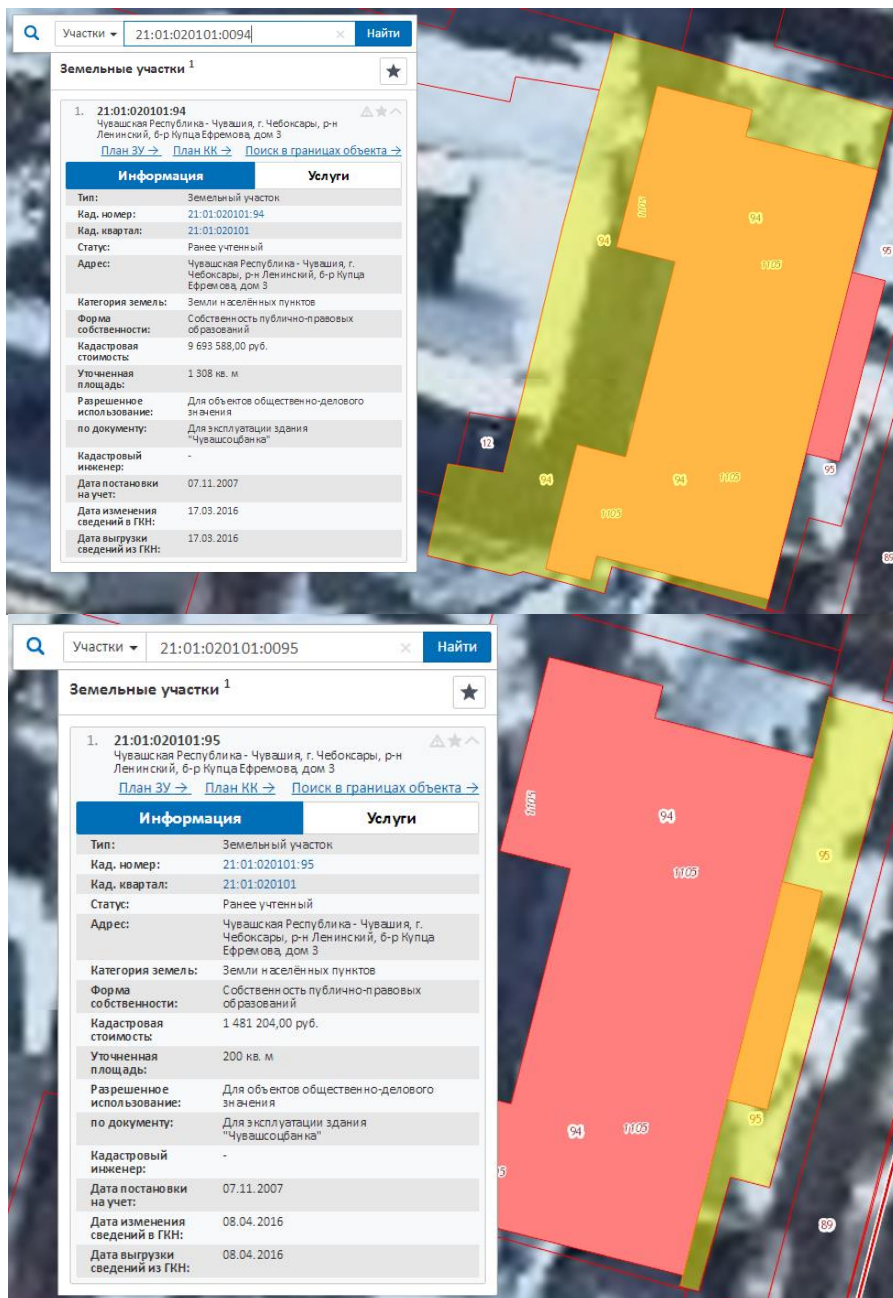 Участки 21:01:020101:0094 × Найти
Земельные участки 1
1. 21:01:020101:94
Чувашская Республика - Чувашия, г. Чебоксары, р-н
Ленинский, б-р Купца Ефремова, дом 3
План ЗУ → План КК → Поиск в границах объекта →
Информация Услуги
Тип: Земельный участок
Кад. номер: 21:01:020101:94
Кад. квартал: 21:01:020101
Статус: Ранее учтенный
Адрес: Чувашская Республика - Чувашия, г.
Чебоксары, р-н Ленинский, б-р Купца
Ефремова, дом 3
Категория земель: Земли населённых пунктов
Форма Собственность публично-правовых
собственности: образований
Кадастровая 9 693 588,00 руб.
стоимость:
Уточненная 1 308 кв. м
площадь:
Разрешенное Для объектов общественно-делового
использование: значения
по документу: Для эксплуатации здания
"Чувашсоцбанка"
Кадастровый -
инженер:
Дата постановки 07.11.2007
на учет:
Дата изменения 17.03.2016
сведений в ГКН:
Дата выгрузки 17.03.2016
сведений из ГКН:
1105
94
94
1105
95
12
94
94
1105
95
1105
89
Участки 21:01:020101:0095 × Найти
Земельные участки 1
1. 21:01:020101:95
Чувашская Республика - Чувашия, г. Чебоксары, р-н
Ленинский, б-р Купца Ефремова, дом 3
План ЗУ → План КК → Поиск в границах объекта →
Информация Услуги
Тип: Земельный участок
Кад. номер: 21:01:020101:95
Кад. квартал: 21:01:020101
Статус: Ранее учтенный
Адрес: Чувашская Республика - Чувашия, г.
Чебоксары, р-н Ленинский, б-р Купца
Ефремова, дом 3
Категория земель: Земли населённых пунктов
Форма Собственность публично-правовых
собственности: образований
Кадастровая 1 481 204,00 руб.
стоимость:
Уточненная 200 кв. м
площадь:
Разрешенное Для объектов общественно-делового
использование: значения
по документу: Для эксплуатации здания
"Чувашсоцбанка"
Кадастровый -
инженер:
Дата постановки 07.11.2007
на учет:
Дата изменения 08.04.2016
сведений в ГКН:
Дата выгрузки 08.04.2016
сведений из ГКН:
1105
94
95
1105
95
94
1105
89